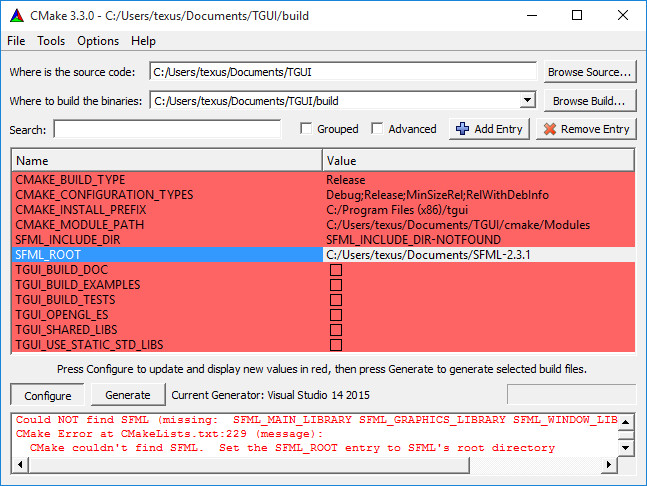 CMake 3.3.0 - C:/Users/texus/Documents/TGUI/build
File Tools Options Help
Where is the source code: C:/Users/texus/Documents/TGUI Browse Source...
Where to build the binaries: C:/Users/texus/Documents/TGUI/build Browse Build...
Search: Grouped Advanced Add Entry Remove Entry
Name Value
CMAKE_BUILD_TYPE Release
CMAKE_CONFIGURATION_TYPES Debug;Release;MinSizeRel;RelWithDebInfo
CMAKE_INSTALL_PREFIX C:/Program Files (x86)/tgui
CMAKE_MODULE_PATH C:/Users/texus/Documents/TGUI/cmake/Modules
SFML_INCLUDE_DIR SFML_INCLUDE_DIR-NOTFOUND
SFML_ROOT C:/Users/texus/Documents/SFML-2.3.1
TGUI_BUILD_DOC
TGUI_BUILD_EXAMPLES
TGUI_BUILD_TESTS
TGUI_OPENGL_ES
TGUI_SHARED_LIBS
TGUI_USE_STATIC_STD_LIBS
Press Configure to update and display new values in red, then press Generate to generate selected build files.
Configure Generate Current Generator: Visual Studio 14 2015
Could NOT find SFML (missing: SFML_MAIN_LIBRARY SFML_GRAPHICS_LIBRARY SFML_WINDOW_LIB
CMake Error at CMakeLists.txt:229 (message):
CMake couldn't find SFML. Set the SFML_ROOT entry to SFML's root directory